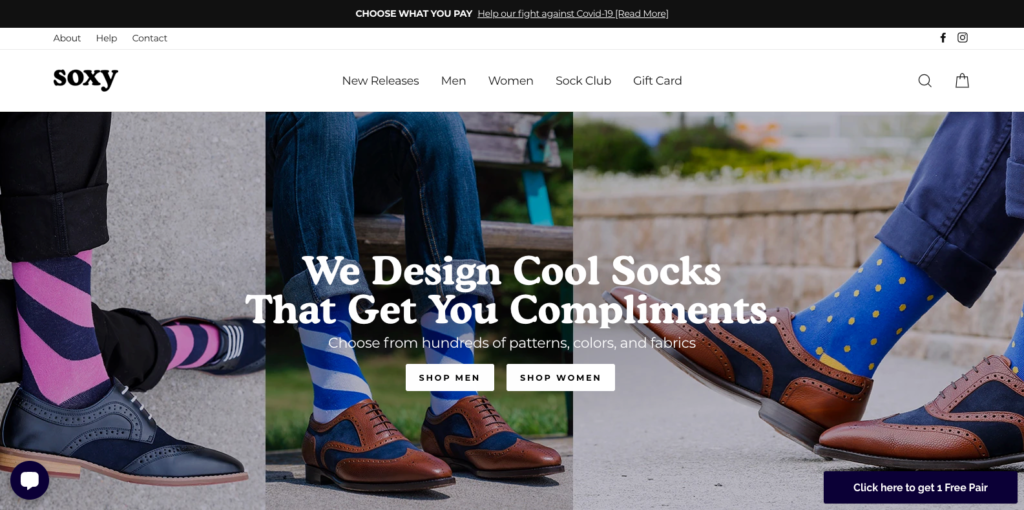 CHOOSE WHAT YOU PAY Help our fight against Covid-19 [Read More]
About Help Contact
soxy
New Releases Men Women Sock Club Gift Card
We Design Cool Socks
That Get You Compliments.
Choose from hundreds of patterns, colors, and fabrics
SHOP MEN SHOP WOMEN
Click here to get 1 Free Pair